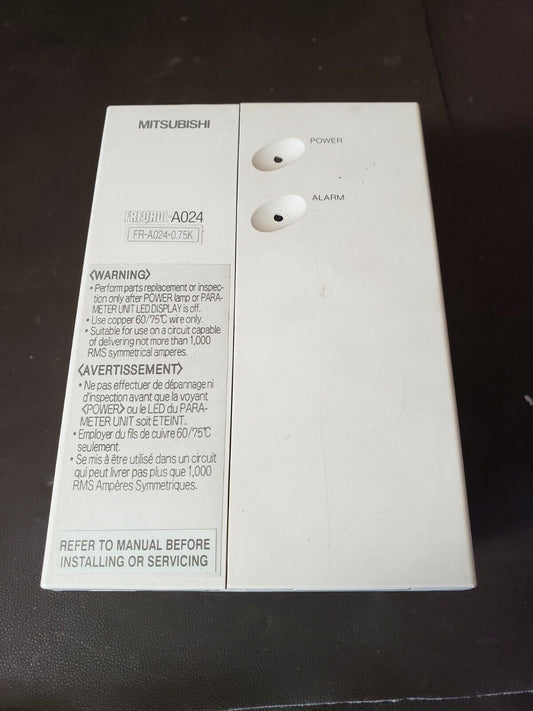 MITSUBISHI
FREQROL-A024
FR-A024-0.75K
〈WARNING〉
• Perform parts replacement or inspec-
tion only after POWER lamp or PARA-
METER UNIT LED DISPLAY is off.
• Use copper 60/75℃ wire only.
• Suitable for use on a circuit capable
of delivering not more than 1,000
RMS symmetrical amperes.
〈AVERTISSEMENT〉
• Ne pas effectuer de dépannage ni
d'inspection avant que la voyant
〈POWER〉 ou le LED du PARA-
METER UNIT soit ETEINT.
• Employer du fils de cuivre 60/75℃
seulement.
• Se mis à être utilisé dans un circuit
qui peut livrer pas plus que 1,000
RMS Ampères Symmetriques.
REFER TO MANUAL BEFORE
INSTALLING OR SERVICING
POWER
ALARM